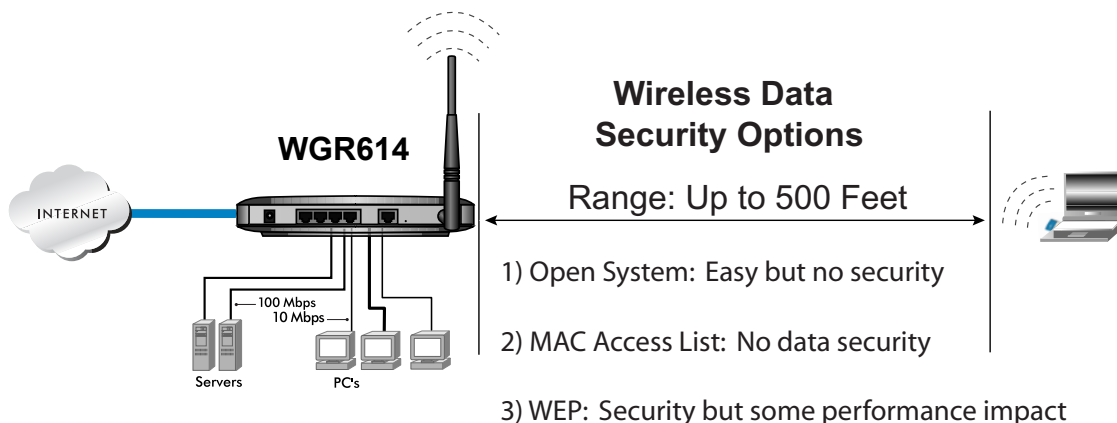 Wireless Data
Security Options
WGR614
Range: Up to 500 Feet
INTERNET
1) Open System: Easy but no security
100 Mbps
10 Mbps
2) MAC Access List: No data security
Servers
PC's
3) WEP: Security but some performance impact